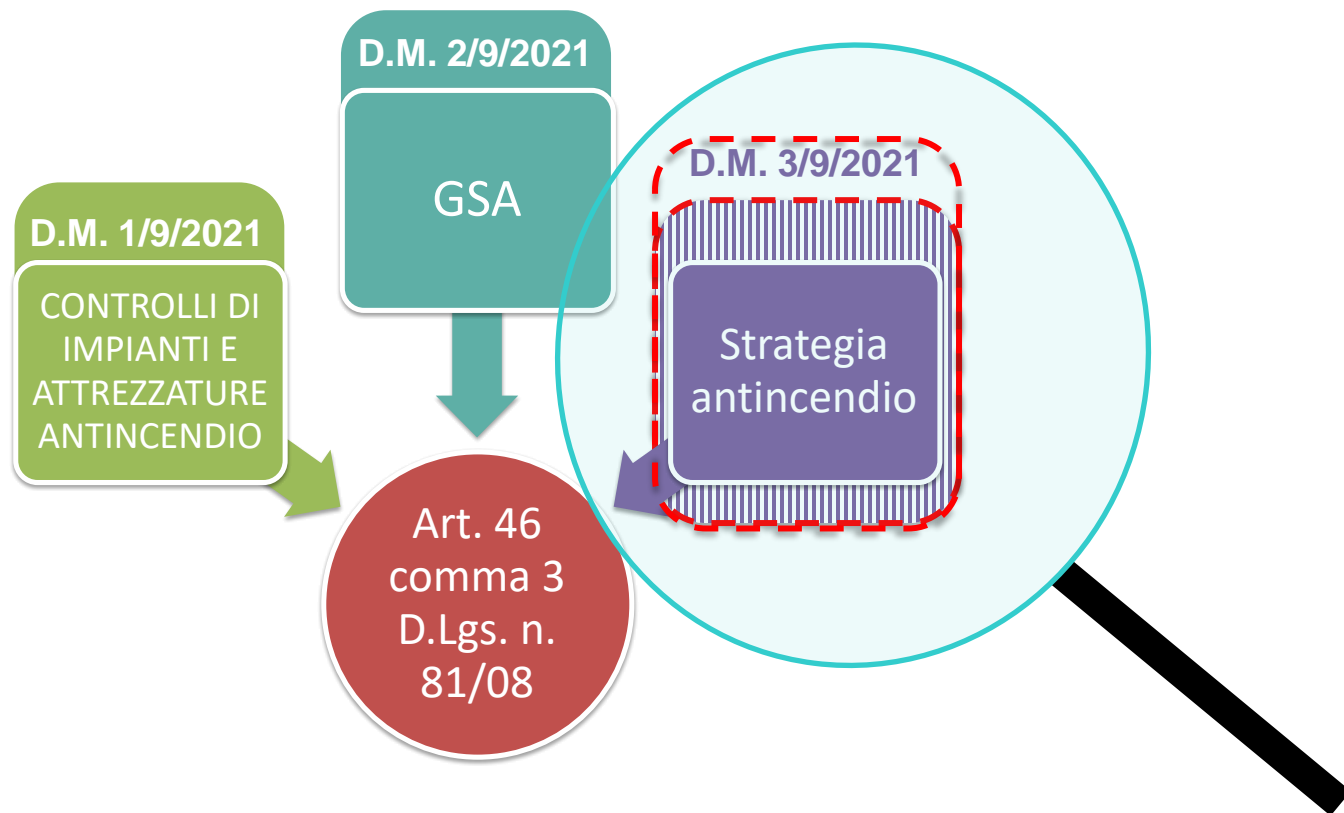 D.M. 1/9/2021
CONTROLLI DI
IMPIANTI E
ATTREZZATURE
ANTINCENDIO
D.M. 2/9/2021
GSA
D.M. 3/9/2021
Strategia
antincendio
Art. 46
comma 3
D.Lgs. n.
81/08